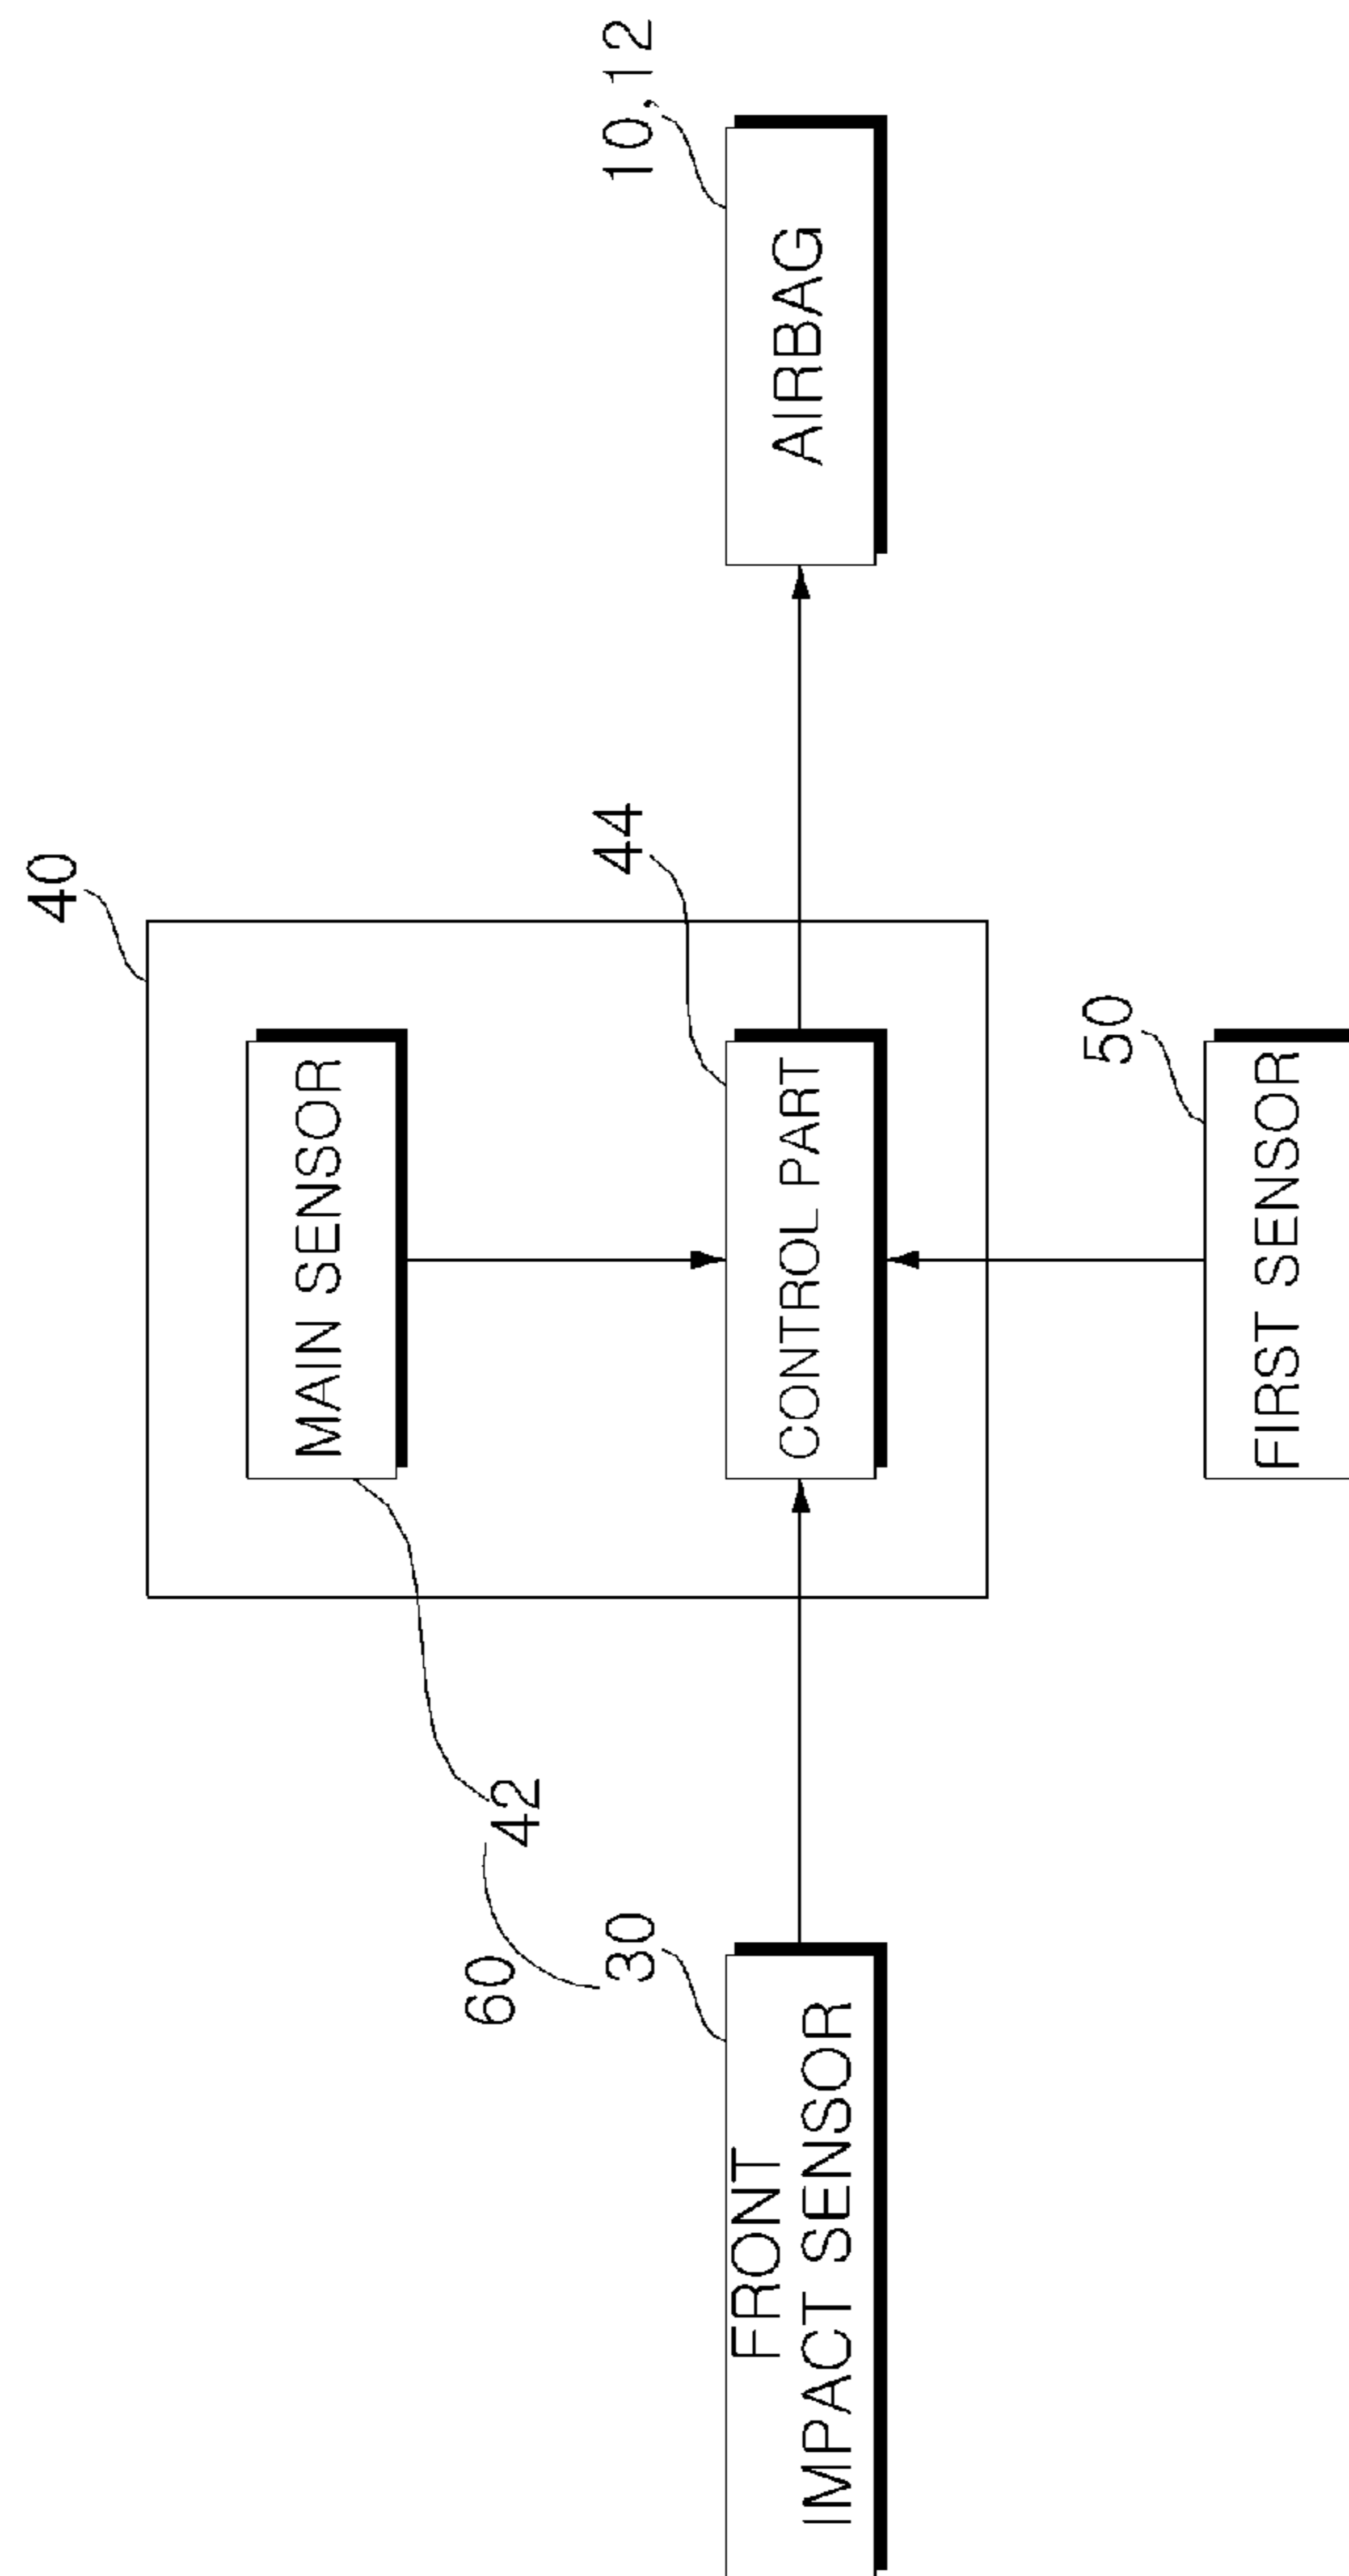 40
MAIN SENSOR
42
60
30
44
10,12
FRONT
IMPACT SENSOR
CONTROL PART
AIRBAG
50
FIRST SENSOR